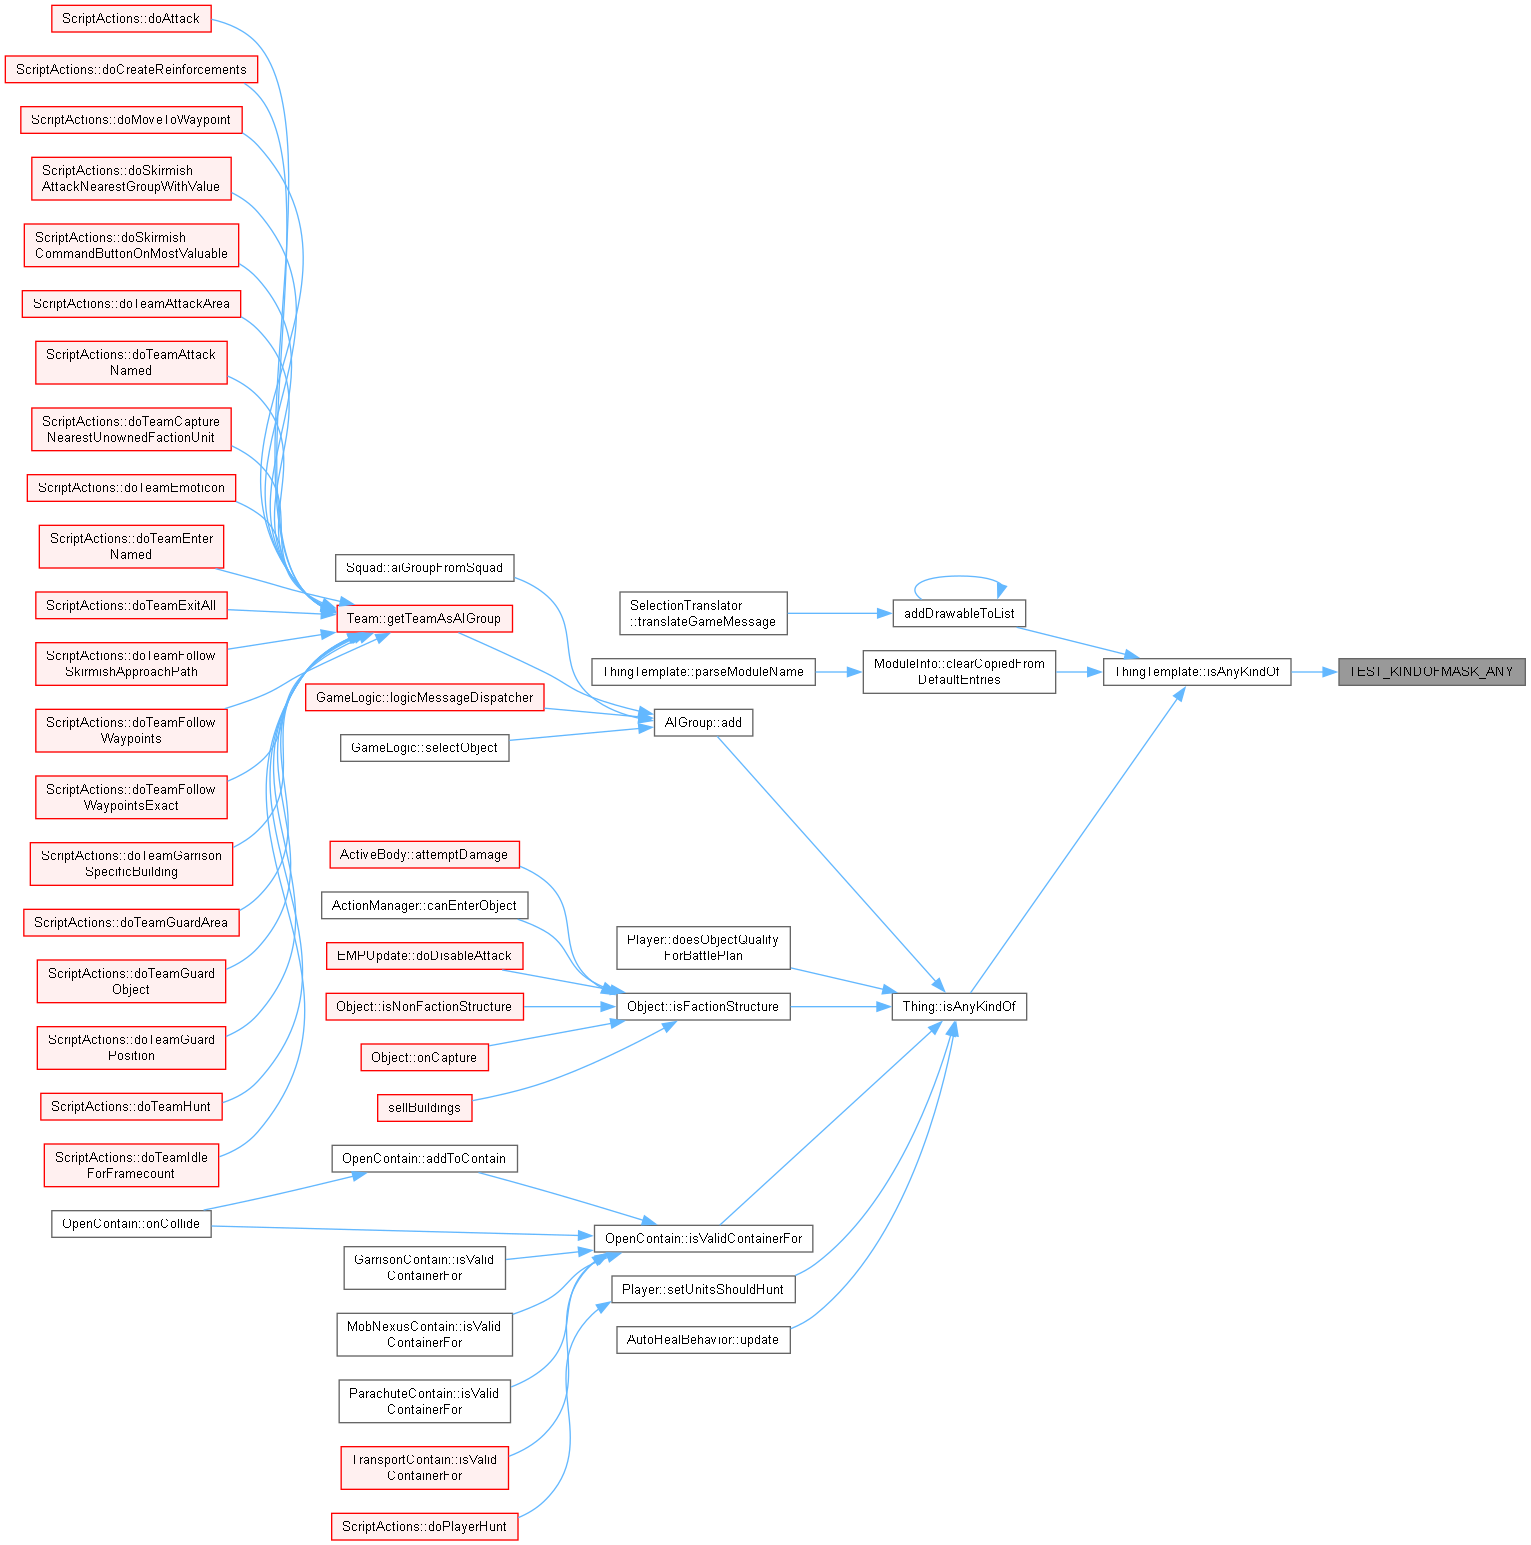 ScriptActions::doAttack
ScriptActions::doCreateReinforcements
ScriptActions::doMoveToWaypoint
ScriptActions::doSkirmish
AttackNearestGroupWithValue
ScriptActions::doSkirmish
CommandButtonOnMostValuable
ScriptActions::doTeamAttackArea
ScriptActions::doTeamAttack
Named
ScriptActions::doTeamCapture
NearestUnownedFactionUnit
ScriptActions::doTeamEmoticon
ScriptActions::doTeamEnter
Named
ScriptActions::doTeamExitAll
ScriptActions::doTeamFollow
SkirmishApproachPath
ScriptActions::doTeamFollow
Waypoints
ScriptActions::doTeamFollow
WaypointsExact
ScriptActions::doTeamGarrison
SpecificBuilding
ScriptActions::doTeamGuardArea
ScriptActions::doTeamGuard
Object
ScriptActions::doTeamGuard
Position
ScriptActions::doTeamHunt
ScriptActions::doTeamIdle
ForFramecount
OpenContain::onCollide
Squad::aiGroupFromSquad
Team::getTeamAsAIGroup
GameLogic::logicMessageDispatcher
GameLogic::selectObject
ActiveBody::attemptDamage
ActionManager::canEnterObject
EMPUpdate::doDisableAttack
Object::isNonFactionStructure
Object::onCapture
sellBuildings
OpenContain::addToContain
GarrisonContain::isValid
ContainerFor
MobNexusContain::isValid
ContainerFor
ParachuteContain::isValid
ContainerFor
TransportContain::isValid
ContainerFor
ScriptActions::doPlayerHunt
SelectionTranslator
::translateGameMessage
ThingTemplate::parseModuleName
AIGroup::add
Player::doesObjectQualify
ForBattlePlan
Object::isFactionStructure
OpenContain::isValidContainerFor
Player::setUnitsShouldHunt
AutoHealBehavior::update
addDrawableToList
ModuleInfo::clearCopiedFrom
DefaultEntries
Thing::isAnyKindOf
ThingTemplate::isAnyKindOf
TEST_KINDOFMASK_ANY